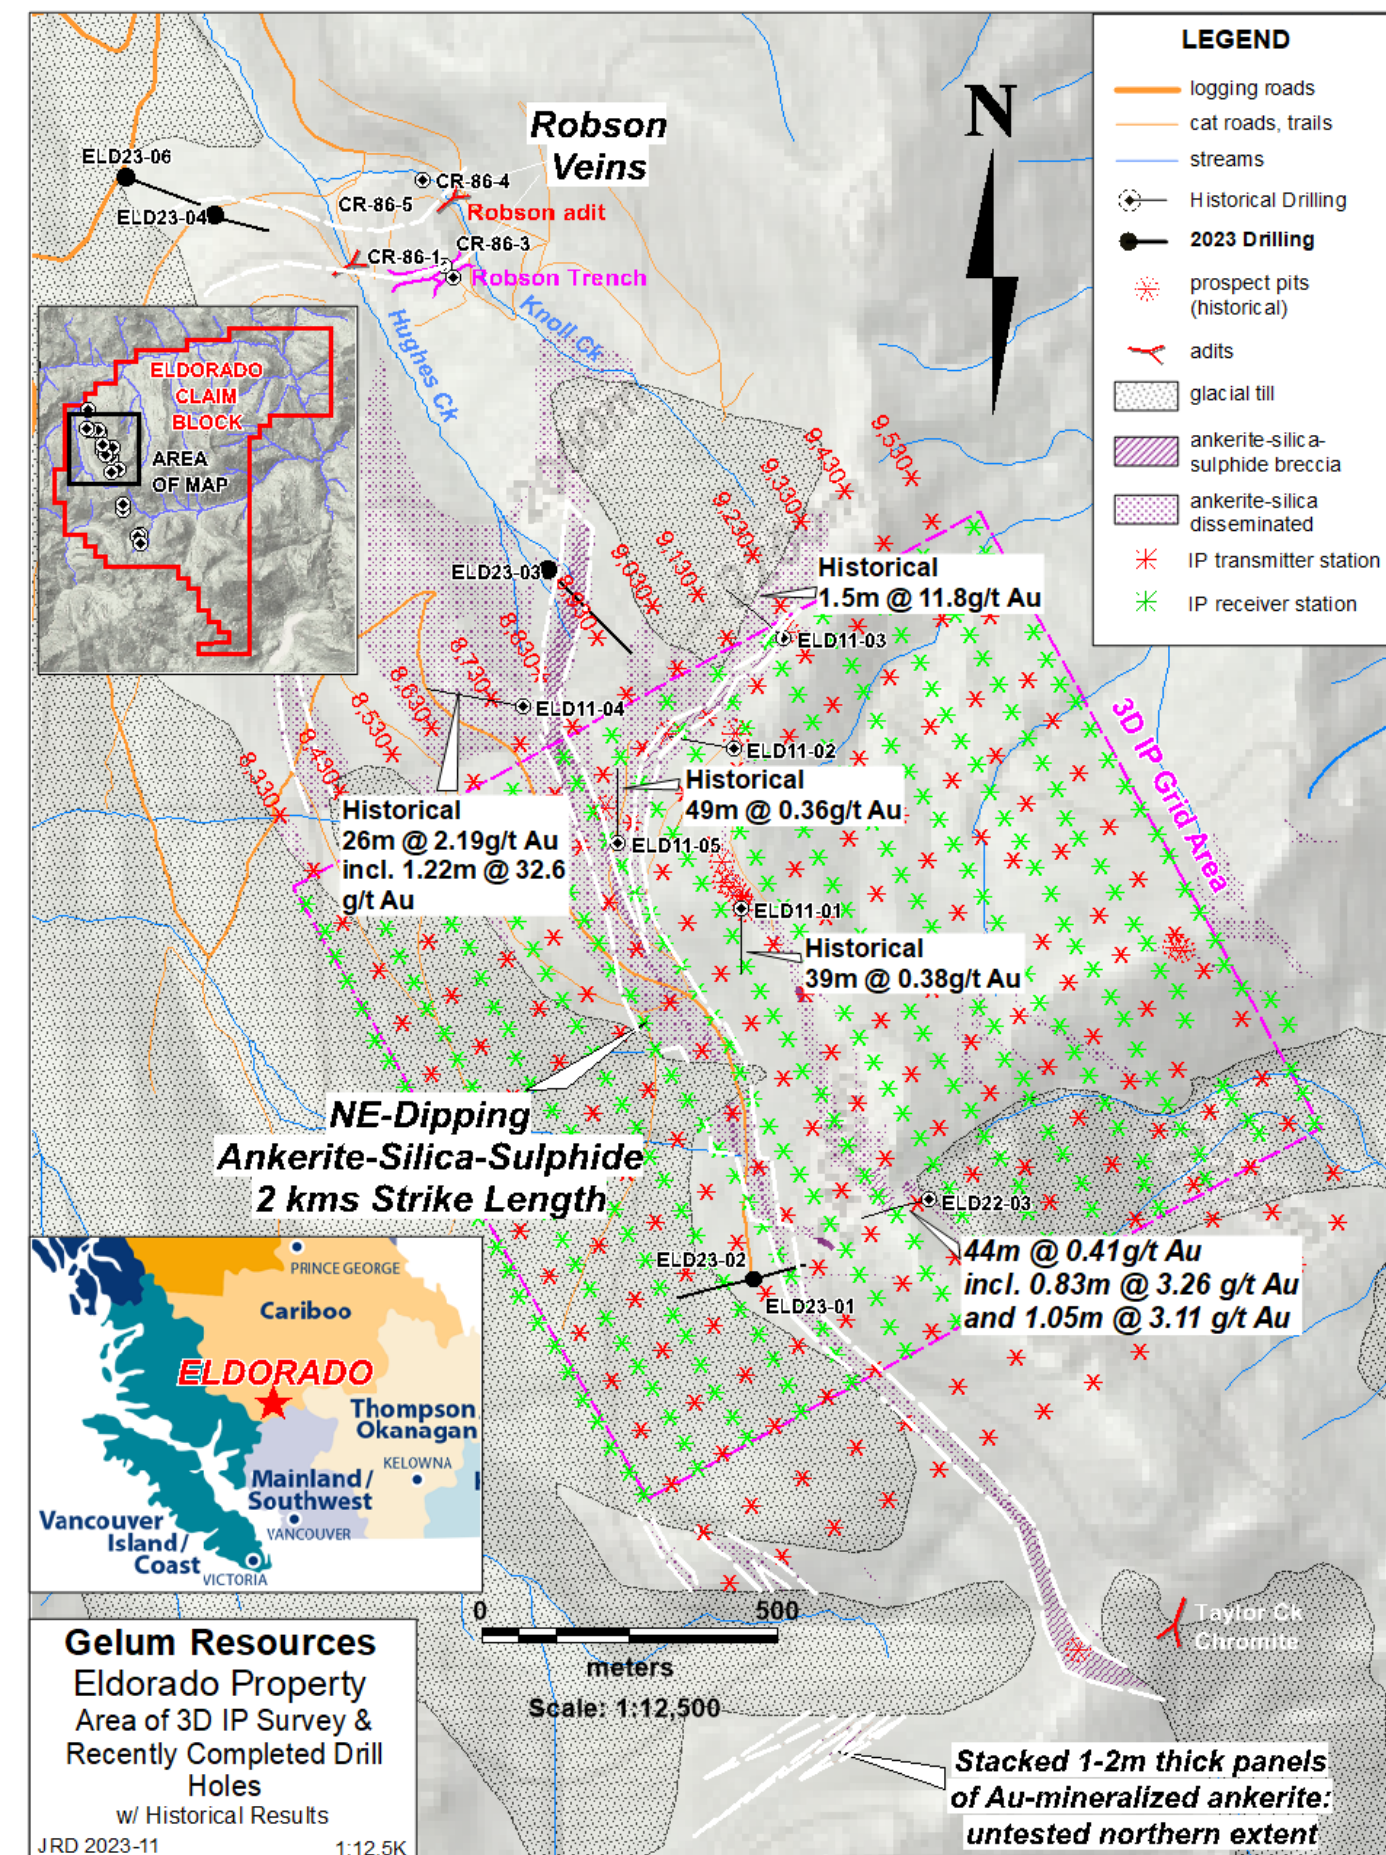 LEGEND
logging roads
cat roads, trails
streams
Historical Drilling
2023 Drilling
prospect pits
(historical)
adits
glacial till
ankerite-silica-
sulphide breccia
ankerite-silica
disseminated
IP transmitter station
IP receiver station
N
Robson
Veins
ELD23-06
ELD23-04
CR-86-4
CR-86-5
Robson adit
CR-86-3
CR-86-1
Robson Trench
Knoll Ck
Hughes Ck
ELDORADO
CLAIM
BLOCK
AREA
OF MAP
9,530
9,430
9,330
9,230
9,130
9,030
8,930
8,830
8,730
8,630
8,530
8,430
8,330
ELD23-03
Historical
1.5m @ 11.8g/t Au
ELD11-03
ELD11-04
ELD11-02
3D IP Grid Area
Historical
49m @ 0.36g/t Au
Historical
26m @ 2.19g/t Au
incl. 1.22m @ 32.6
g/t Au
ELD11-05
ELD11-01
Historical
39m @ 0.38g/t Au
NE-Dipping
Ankerite-Silica-Sulphide
2 kms Strike Length
ELD22-03
44m @ 0.41g/t Au
incl. 0.83m @ 3.26 g/t Au
and 1.05m @ 3.11 g/t Au
ELD23-02
ELD23-01
PRINCE GEORGE
Cariboo
ELDORADO
Thompson
Okanagan
KELOWNA
Mainland/
Southwest
VANCOUVER
Vancouver
Island/
Coast
VICTORIA
0 500
meters
Scale: 1:12,500
Taylor Ck
Chromite
Stacked 1-2m thick panels
of Au-mineralized ankerite:
untested northern extent
Gelum Resources
Eldorado Property
Area of 3D IP Survey &
Recently Completed Drill
Holes
w/ Historical Results
JRD 2023-11 1:12.5K